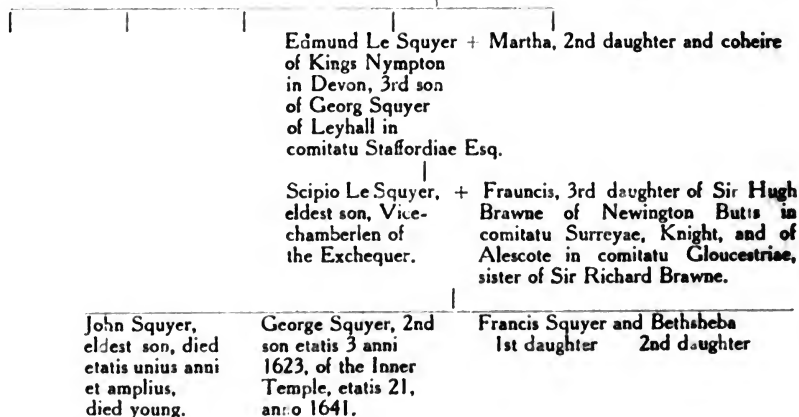 Edmund Le Squyer + Martha, 2nd daughter and coheire
of Kings Nympton
in Devon, 3rd son
of Georg Squyer
of Leyhall in
comitatu Staffordiae Esq.
Scipio Le Squyer, + Frauncis, 3rd daughter of Sir Hugh
eldest son, Vice- Brawne of Newington Butts in
chamberlen of comitatu Surreyae, Knight, and of
the Exchequer. Alescote in comitatu Gloucestriae,
sister of Sir Richard Brawne.
John Squyer,
eldest son, died
etatis unius anni
et amplius,
died young.
George Squyer, 2nd
son etatis 3 anni
1623, of the Inner
Temple, etatis 21,
anno 1641.
Francis Squyer and Bethsheba
1st daughter 2nd daughter